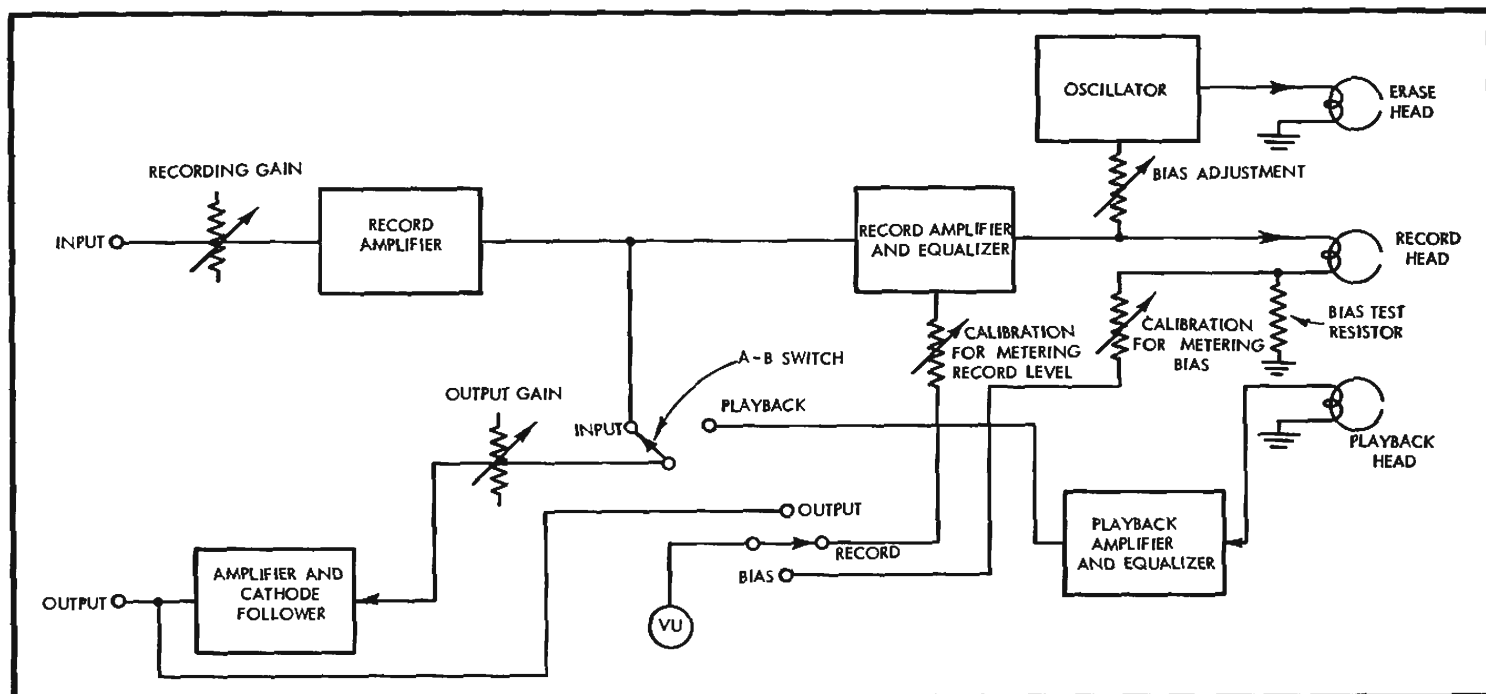 OSCILLATOR
ERASE
HEAD
BIAS ADJUSTMENT
RECORDING GAIN
INPUT
RECORD
AMPLIFIER
RECORD AMPLIFIER
AND EQUALIZER
RECORD
HEAD
CALIBRATION
FOR METERING
RECORD LEVEL
CALIBRATION
FOR METERING
BIAS
BIAS TEST
RESISTOR
A-B SWITCH
OUTPUT GAIN
INPUT
PLAYBACK
PLAYBACK
HEAD
OUTPUT
RECORD
BIAS
VU
PLAYBACK
AMPLIFIER
AND EQUALIZER
OUTPUT
AMPLIFIER AND
CATHODE
FOLLOWER